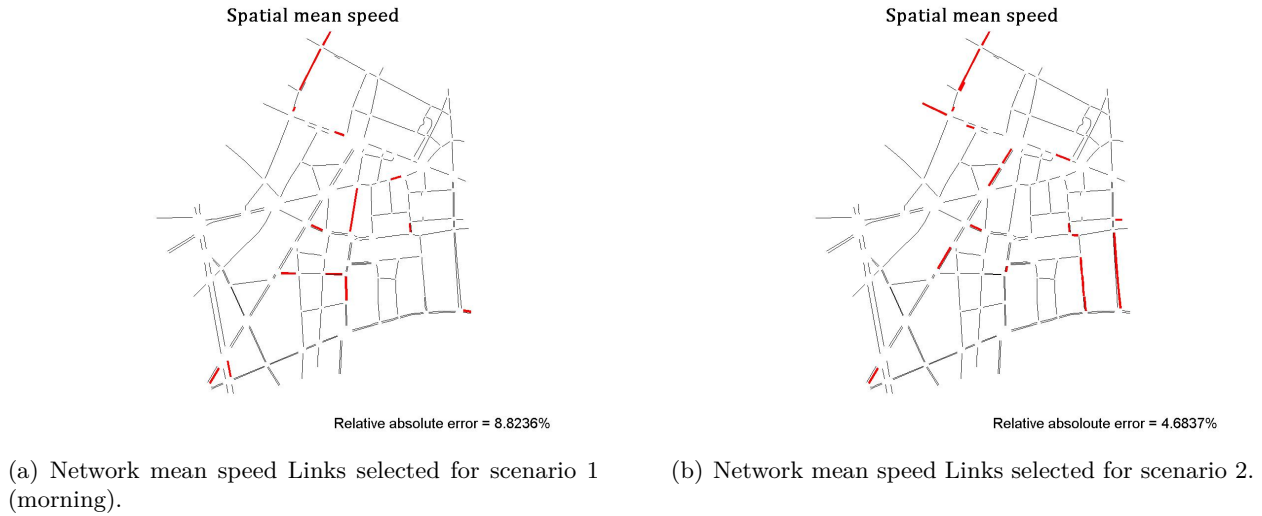 Spatial mean speed
Relative absolute error = 8.8236%
(a) Network mean speed Links selected for scenario 1
(morning).
Spatial mean speed
Relative absoloute error = 4.6837%
(b) Network mean speed Links selected for scenario 2.